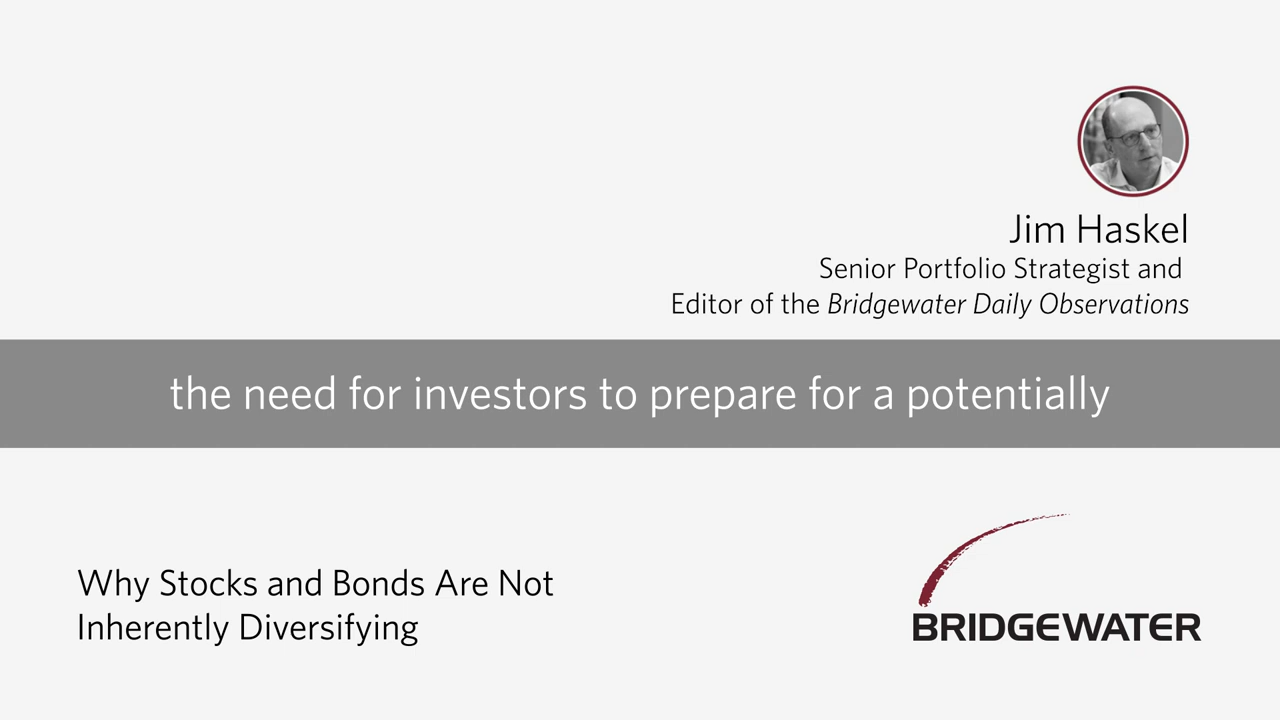 Jim Haskel
Senior Portfolio Strategist and
Editor of the Bridgewater Daily Observations
the need for investors to prepare for a potentially
Why Stocks and Bonds Are Not
Inherently Diversifying
BRIDGEWATER